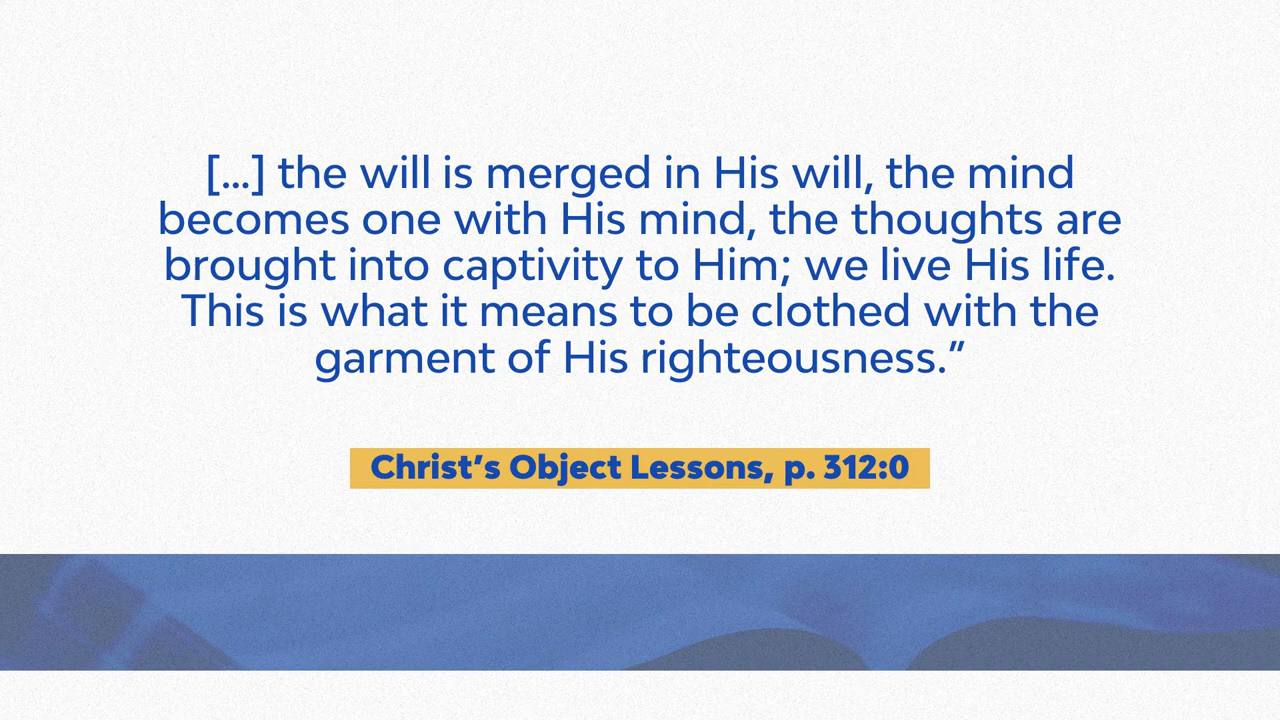 [...] the will is merged in His will, the mind
becomes one with His mind, the thoughts are
brought into captivity to Him; we live His life.
This is what it means to be clothed with the
garment of His righteousness.”
Christ’s Object Lessons, p. 312:0